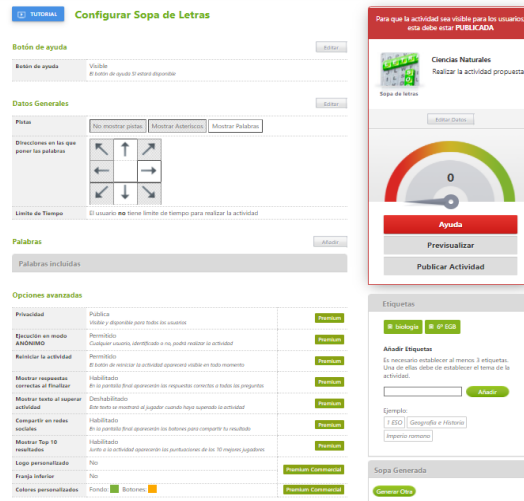 TUTORIAL
Configurar Sopa de Letras
Botón de ayuda
Editar
Botón de ayuda
Visible
El botón de ayuda SI estará disponible
Datos Generales
Editar
Pistas
No mostrar pistas
Mostrar Asteriscos
Mostrar Palabras
Direcciones en las que
poner las palabras
Límite de Tiempo
El usuario no tiene límite de tiempo para realizar la actividad
Palabras
Añadir
Palabras incluidas
Opciones avanzadas
Privacidad
Pública
Visible y disponible para todos los usuarios
Premium
Ejecución en modo
ANÓNIMO
Permitido
Cualquier usuario, identificado o no, podrá realizar la actividad
Premium
Reiniciar la actividad
Permitido
El botón de reiniciar la actividad aparecerá visible en todo momento
Premium
Mostrar respuestas
correctas al finalizar
Habilitado
En la pantalla final aparecerán las respuestas correctas a todas las preguntas
Premium
Mostrar texto al superar
actividad
Deshabilitado
Este texto se mostrará al jugador cuando haya superado la actividad
Premium
Compartir en redes
sociales
Habilitado
En la pantalla final aparecerán los botones para compartir tu resultado
Premium
Mostrar Top 10
resultados
Habilitado
Junto a la actividad aparecerán las puntuaciones de los 10 mejores jugadores
Premium
Logo personalizado
No
Premium Commercial
Franja inferior
No
Colores personalizados
Fondo:
Botones:
Premium Commercial
Para que la actividad sea visible para los usuarios,
esta debe estar PUBLICADA
Ciencias Naturales
Realizar la actividad propuesta
Sopa de letras
Editar Datos
0
Ayuda
Previsualizar
Publicar Actividad
Etiquetas
biología
6º EGB
Añadir Etiquetas
Es necesario establecer al menos 3 etiquetas.
Una de ellas debe de establecer el tema de la
actividad.
Añadir
Ejemplo:
1 ESO
Geografía e Historia
Imperio romano
Sopa Generada
Generar Otra